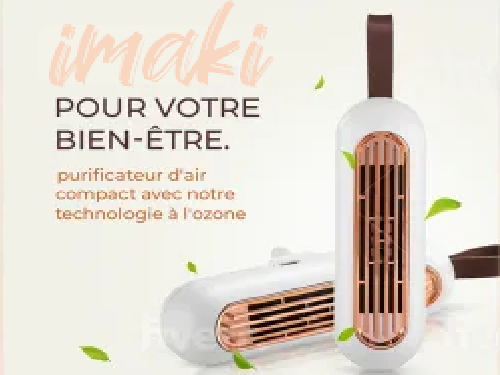 imaki
POUR VOTRE
BIEN-ÊTRE.
purificateur d'air
compact avec notre
technologie à l'ozone